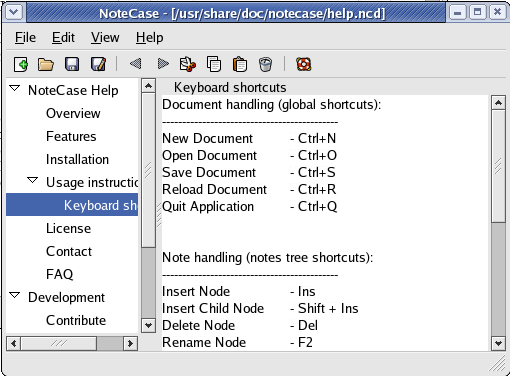 NoteCase - [/usr/share/doc/notecase/help.ncd]
File Edit View Help
NoteCase Help
Overview
Features
Installation
Usage instructio
Keyboard sh
License
Contact
FAQ
Development
Contribute
Keyboard shortcuts
Document handling (global shortcuts):
--------------------------------------------
New Document - Ctrl+N
Open Document - Ctrl+O
Save Document - Ctrl+S
Reload Document - Ctrl+R
Quit Application - Ctrl+Q
Note handling (notes tree shortcuts):
--------------------------------------------
Insert Node - Ins
Insert Child Node - Shift + Ins
Delete Node - Del
Rename Node - F2